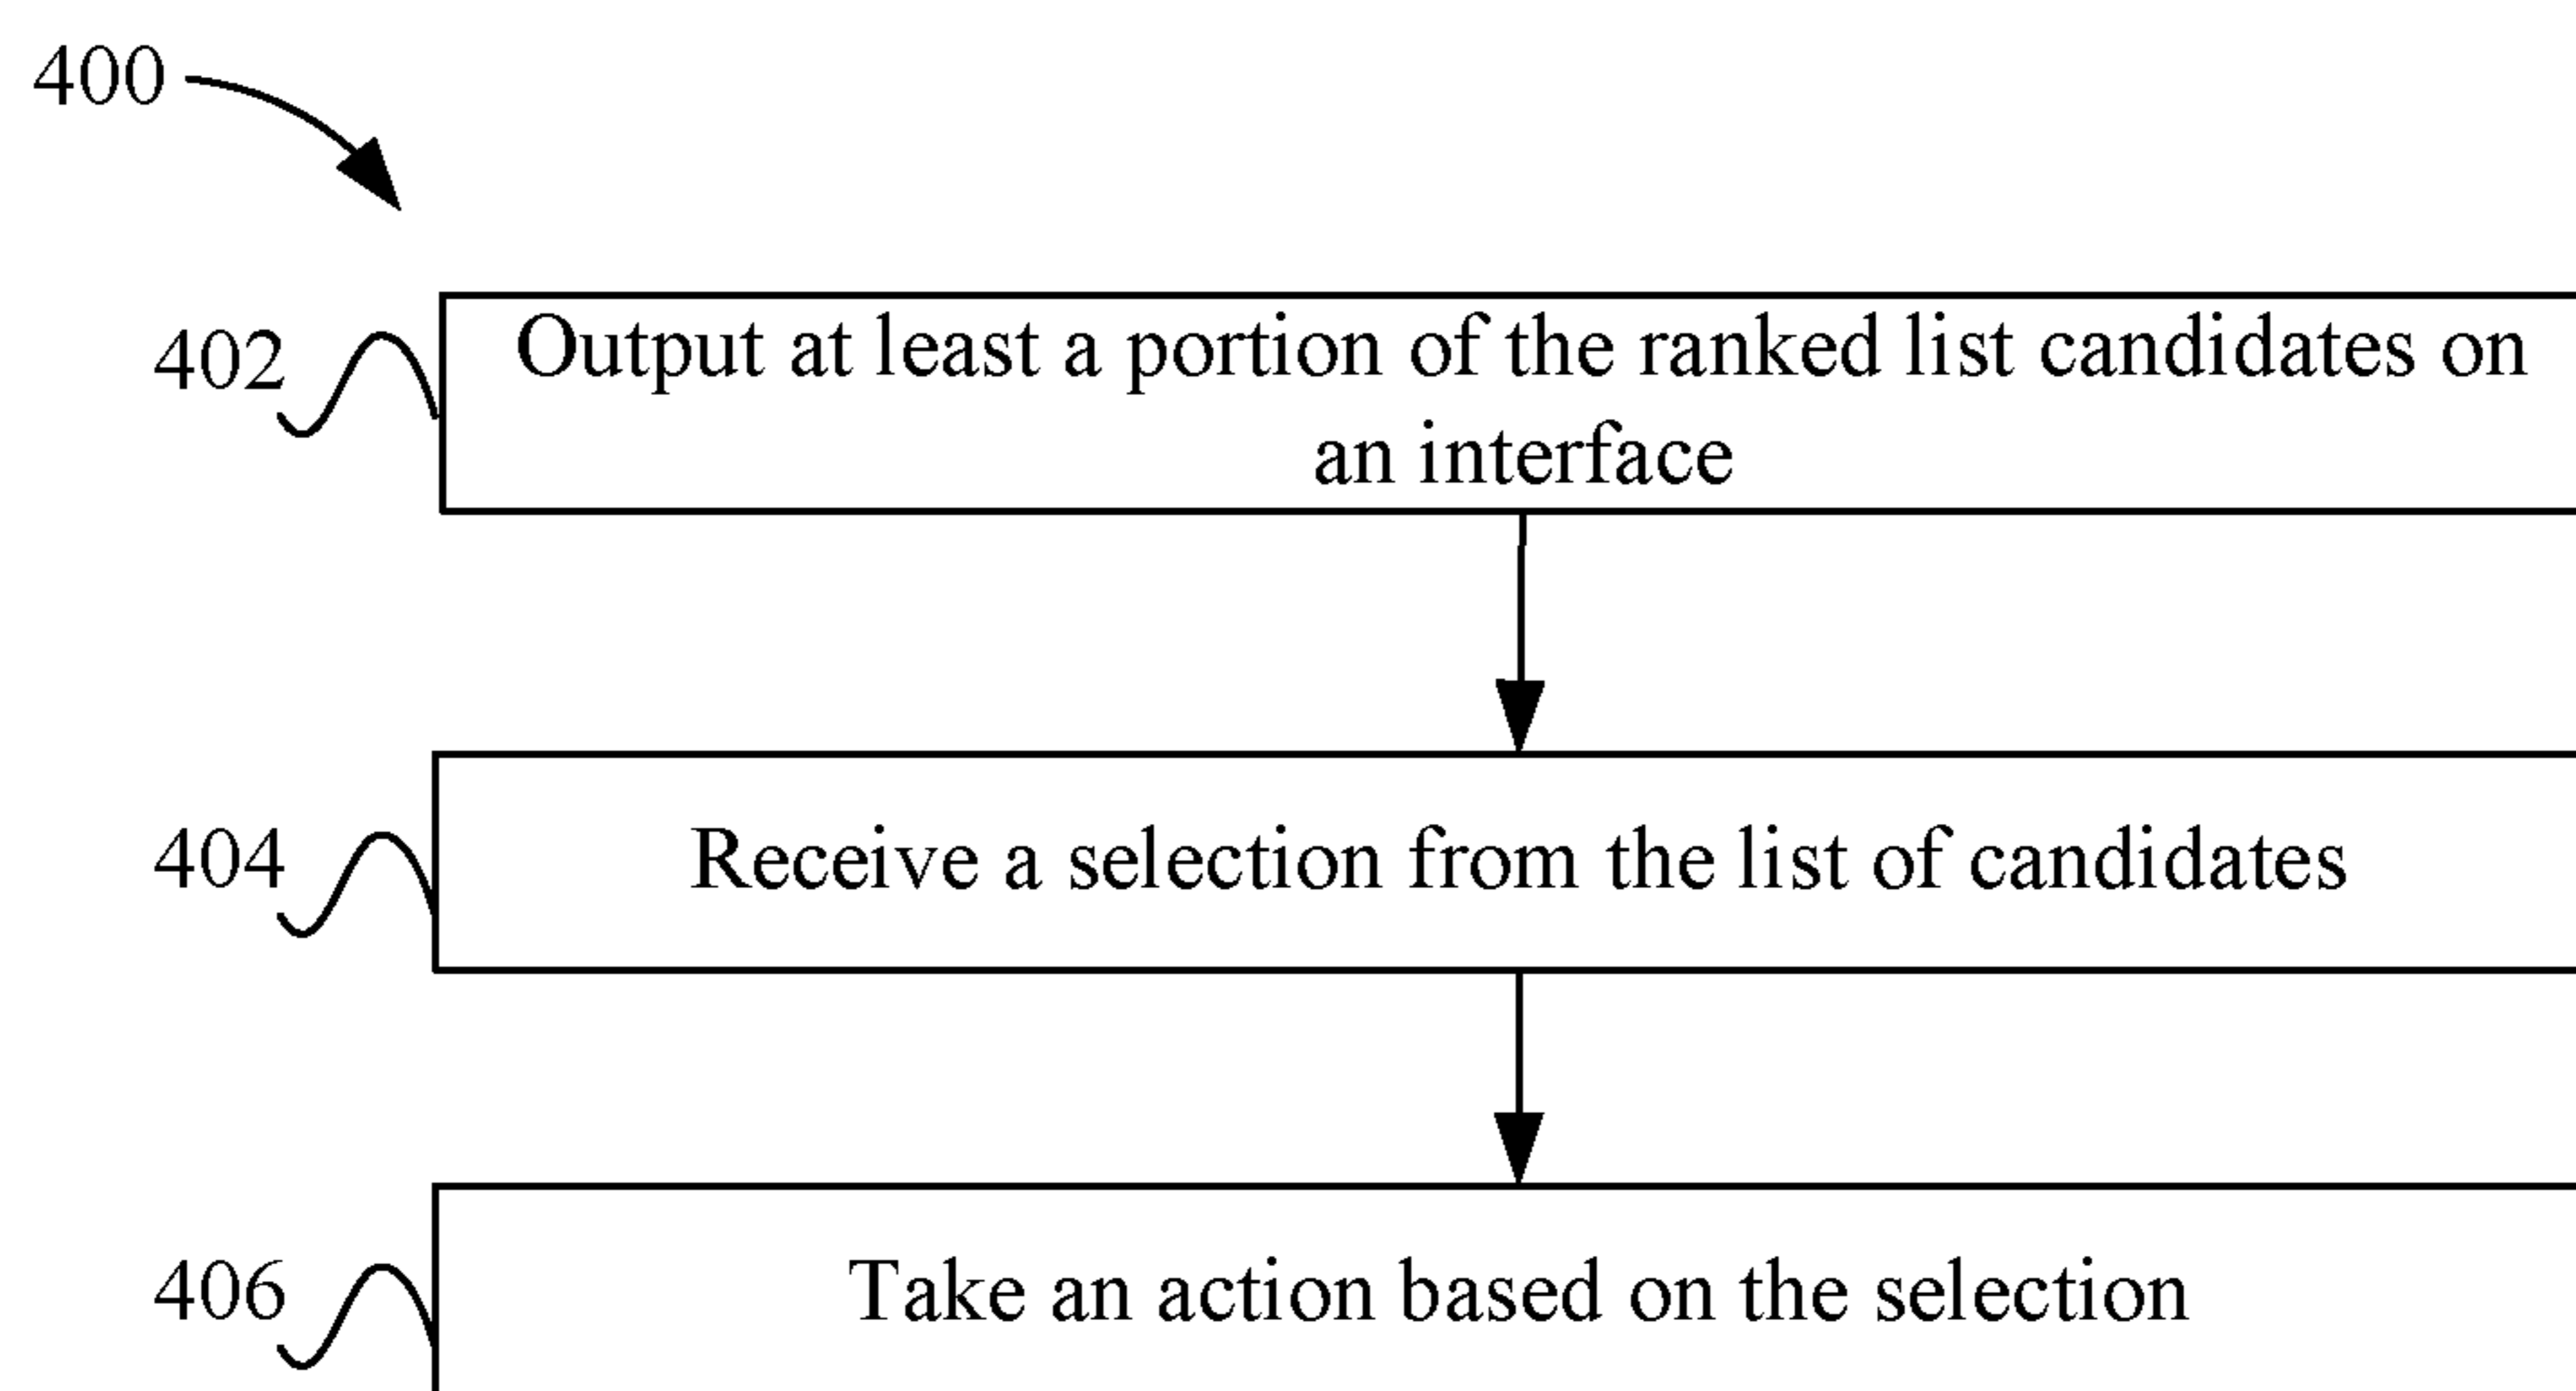 400
402
Output at least a portion of the ranked list candidates on
an interface
404
Receive a selection from the list of candidates
406
Take an action based on the selection